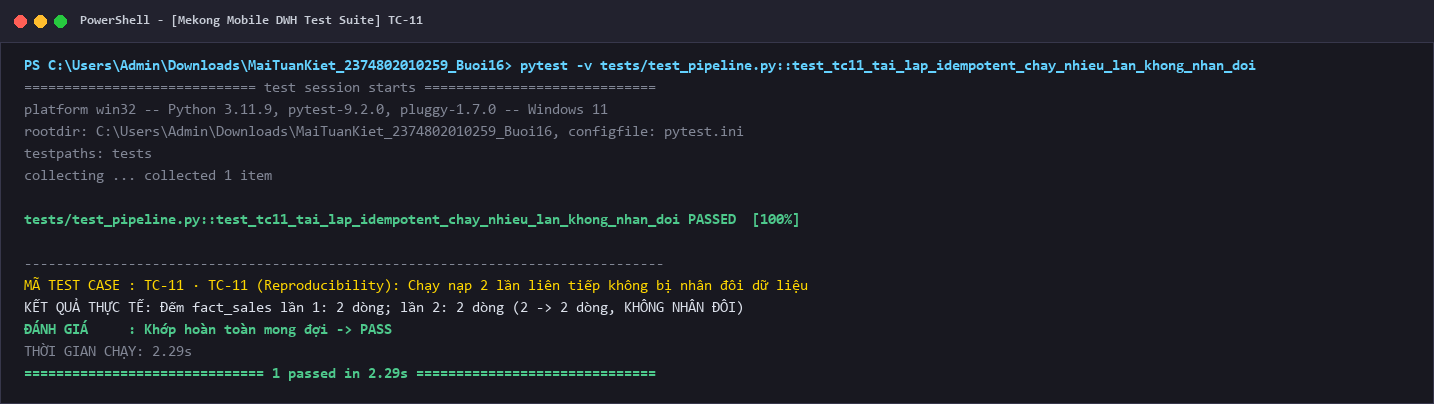 PowerShell - [Mekong Mobile DWH Test Suite] TC-11
PS C:\Users\Admin\Downloads\MaiTuanKiet_2374802010259_Buoi16> pytest -v tests/test_pipeline.py::test_tc11_tai_lap_idempotent_chay_nhieu_lan_khong_nhan_doi
============================= test session starts =============================
platform win32 -- Python 3.11.9, pytest-9.2.0, pluggy-1.7.0 -- Windows 11
rootdir: C:\Users\Admin\Downloads\MaiTuanKiet_2374802010259_Buoi16, configfile: pytest.ini
testpaths: tests
collecting ... collected 1 item
tests/test_pipeline.py::test_tc11_tai_lap_idempotent_chay_nhieu_lan_khong_nhan_doi PASSED  [100%]
--------------------------------------------------------------------------------
MÃ TEST CASE : TC-11 · TC-11 (Reproducibility): Chạy nạp 2 lần liên tiếp không bị nhân đôi dữ liệu
KẾT QUẢ THỰC TẾ: Đếm fact_sales lần 1: 2 dòng; lần 2: 2 dòng (2 -> 2 dòng, KHÔNG NHÂN ĐÔI)
ĐÁNH GIÁ     : Khớp hoàn toàn mong đợi -> PASS
THỜI GIAN CHẠY: 2.29s
============================== 1 passed in 2.29s ==============================